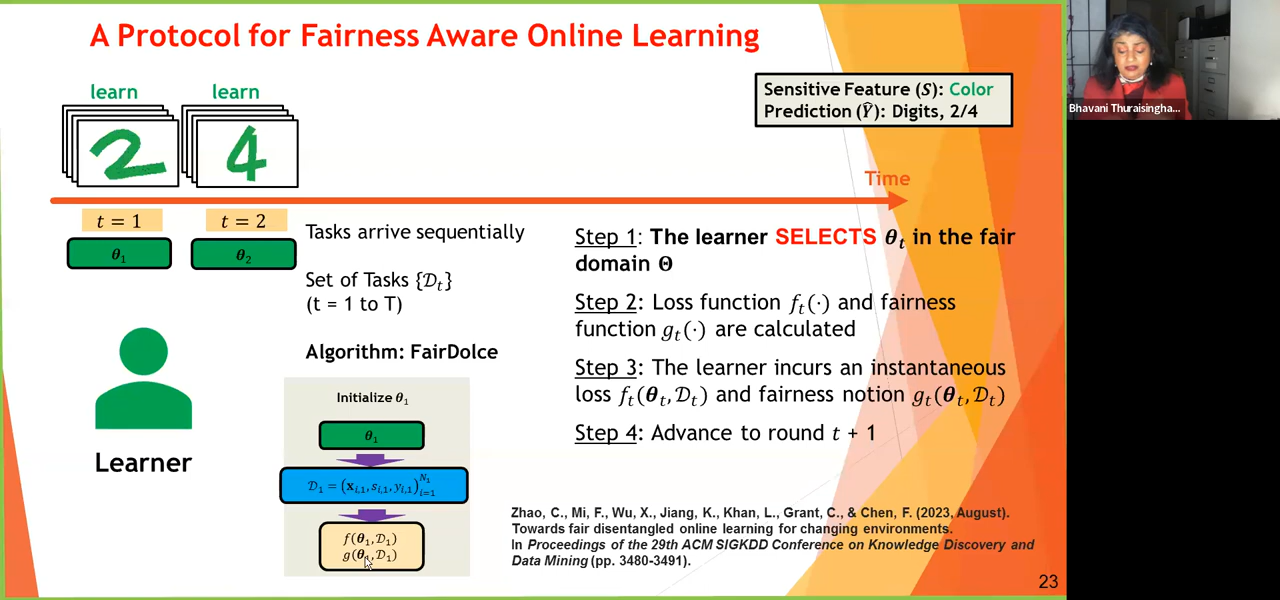 A Protocol for Fairness Aware Online Learning
learn learn
2 4
Sensitive Feature (S): Color
Prediction (Ŷ): Digits, 2/4
Bhavani Thuraisingha...
Time
t = 1 t = 2
θ₁ θ₂
Tasks arrive sequentially
Set of Tasks {𝒟ₜ}
(t = 1 to T)
Algorithm: FairDolce
Initialize θ₁
θ₁
𝒟₁ = (x_{i,1}, s_{i,1}, y_{i,1})_{i=1}^{N₁}
f(θ₁, 𝒟₁)
g(θ₁, 𝒟₁)
Learner
Step 1: The learner SELECTS θₜ in the fair
domain Θ
Step 2: Loss function fₜ(·) and fairness
function gₜ(·) are calculated
Step 3: The learner incurs an instantaneous
loss fₜ(θₜ, 𝒟ₜ) and fairness notion gₜ(θₜ, 𝒟ₜ)
Step 4: Advance to round t + 1
Zhao, C., Mi, F., Wu, X., Jiang, K., Khan, L., Grant, C., & Chen, F. (2023, August).
Towards fair disentangled online learning for changing environments.
In Proceedings of the 29th ACM SIGKDD Conference on Knowledge Discovery and
Data Mining (pp. 3480-3491).
23